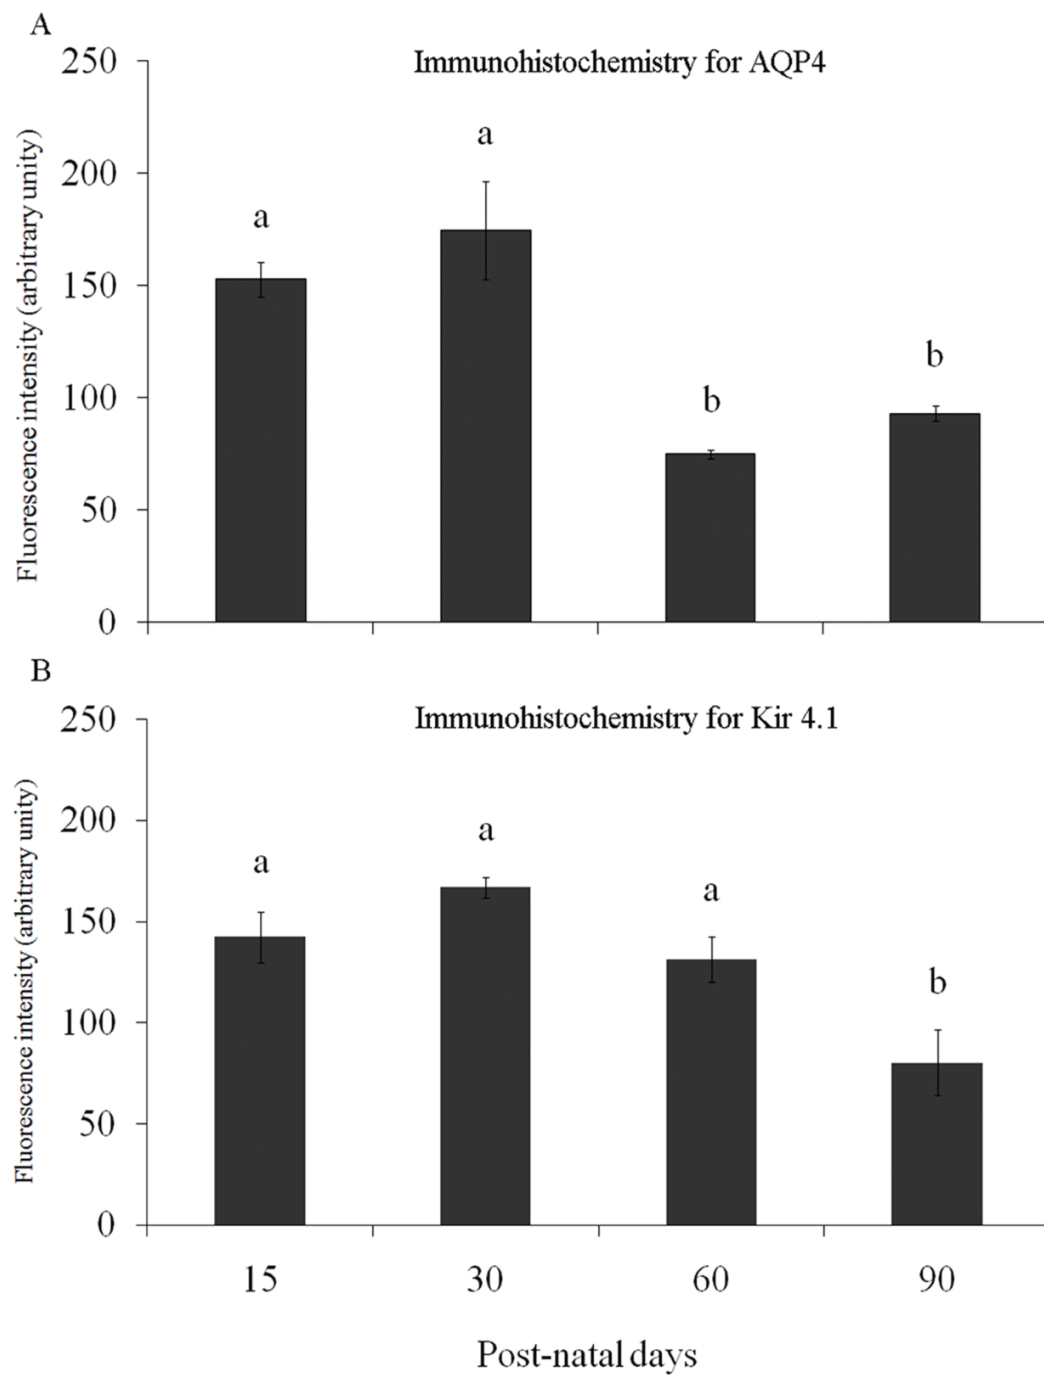 A
Immunohistochemistry for AQP4
Fluorescence intensity (arbitrary unity)
250
200
150
100
50
0
a
a
b
b
B
Immunohistochemistry for Kir 4.1
Fluorescence intensity (arbitrary unity)
250
200
150
100
50
0
a
a
a
b
15 30 60 90
Post-natal days